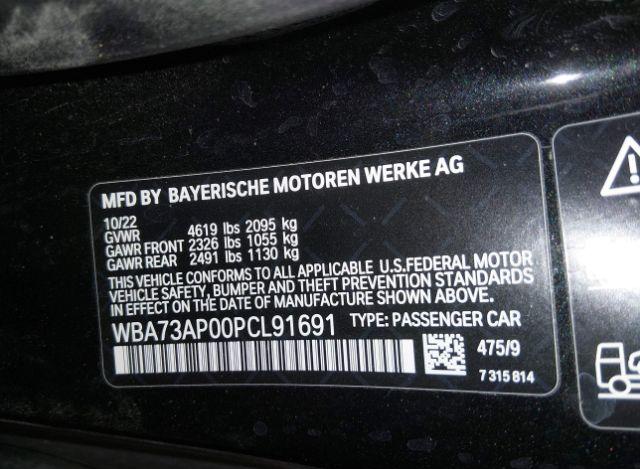 MFD BY BAYERISCHE MOTOREN WERKE AG
10/22
GVWR 4619 lbs 2095 kg
GAWR FRONT 2326 lbs 1055 kg
GAWR REAR 2491 lbs 1130 kg
THIS VEHICLE CONFORMS TO ALL APPLICABLE U.S.FEDERAL MOTOR
VEHICLE SAFETY, BUMPER AND THEFT PREVENTION STANDARDS
IN EFFECT ON THE DATE OF MANUFACTURE SHOWN ABOVE.
WBA73AP00PCL91691 TYPE: PASSENGER CAR
475/9
7 315 814